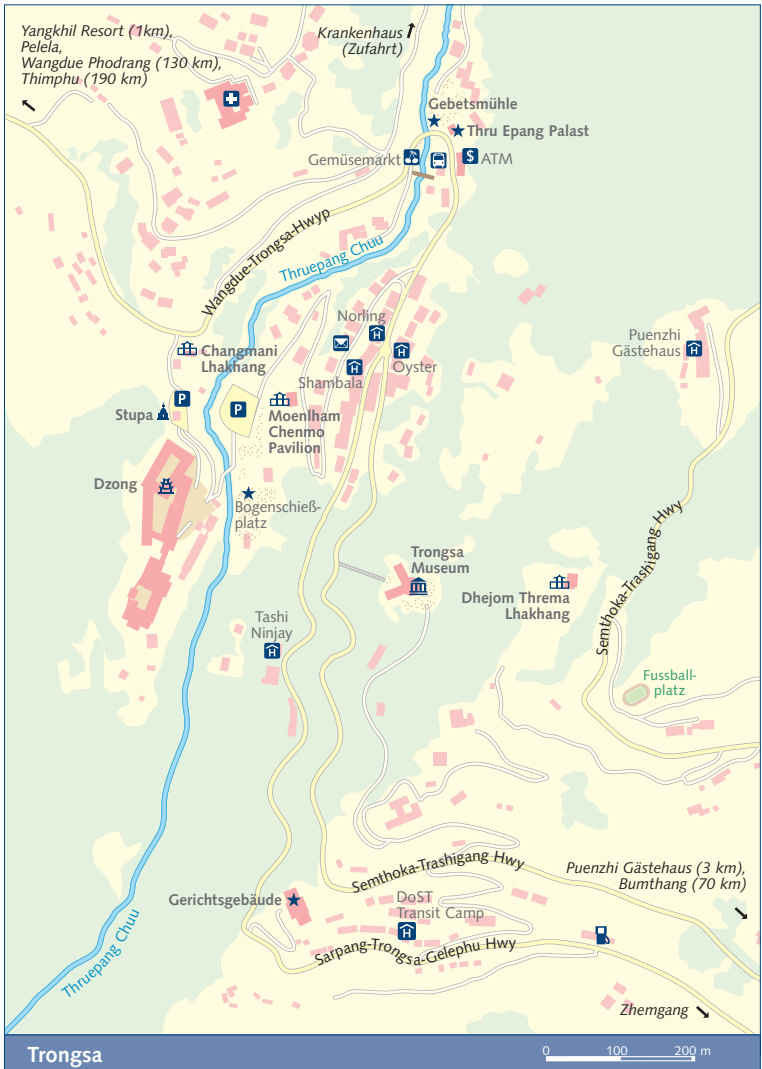 Yangkhil Resort (1km),
Pelela,
Wangdue Phodrang (130 km),
Thimphu (190 km)
Krankenhaus
(Zufahrt)
Gebetsmühle
Thru Epang Palast
Gemüsemarkt
$ ATM
Wangdue-Trongsa-Hwyp
Thruepang Chuu
Norling
H
Puenzhi
Gästehaus
H
Changmani
Lhakhang
H
Oyster
H
Shambala
P
P
Stupa
Moenlham
Chenmo
Pavilion
Dzong
Bogenschieß-
platz
Semthoka-Trashigang Hwy
Trongsa
Museum
Dhejom Threma
Lhakhang
Tashi
Ninjay
H
Fussball-
platz
Semthoka-Trashigang Hwy
Puenzhi Gästehaus (3 km),
Bumthang (70 km)
Gerichtsgebäude
DoST
Transit Camp
H
Sarpang-Trongsa-Gelephu Hwy
Thruepang Chuu
Zhemgang
Trongsa
0 100 200 m